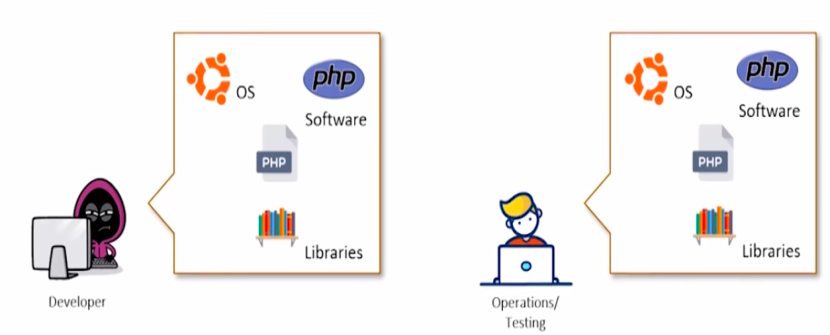 OS
php
Software
PHP
Libraries
Developer
OS
php
Software
PHP
Libraries
Operations/
Testing